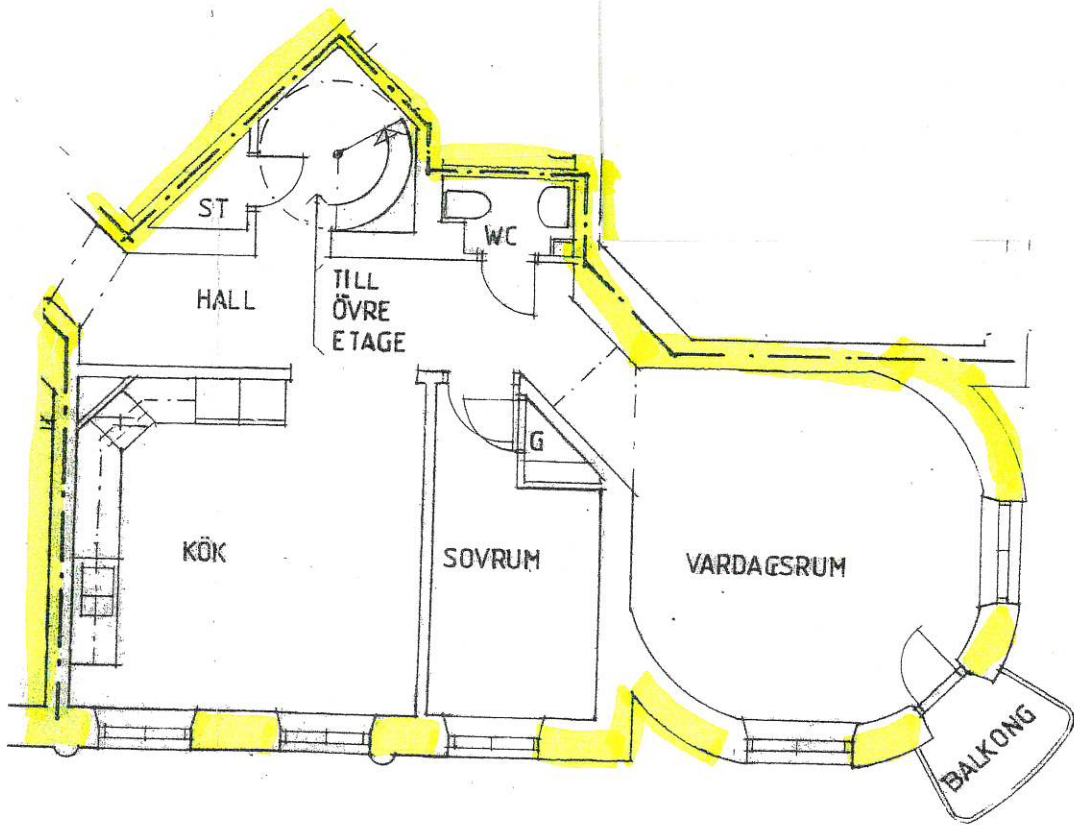 ST
WC
HALL
TILL
ÖVRE
ETAGE
G
KÖK
SOVRUM
VARDAGSRUM
BALKONG